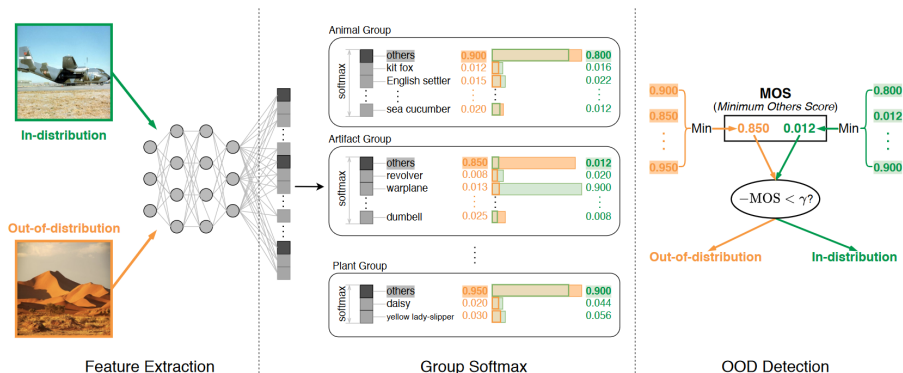 In-distribution
Out-of-distribution
Feature Extraction
Animal Group
softmax
others 0.900 0.800
kit fox 0.012 0.016
English settler 0.015 0.022
sea cucumber 0.020 0.012
Artifact Group
softmax
others 0.850 0.012
revolver 0.008 0.020
warplane 0.013 0.900
dumbell 0.025 0.008
Plant Group
softmax
others 0.950 0.900
daisy 0.020 0.044
yellow lady-slipper 0.030 0.056
Group Softmax
MOS
(Minimum Others Score)
0.900
0.850
0.950
Min
0.850 0.012
Min
0.800
0.012
0.900
−MOS < γ?
Out-of-distribution
In-distribution
OOD Detection